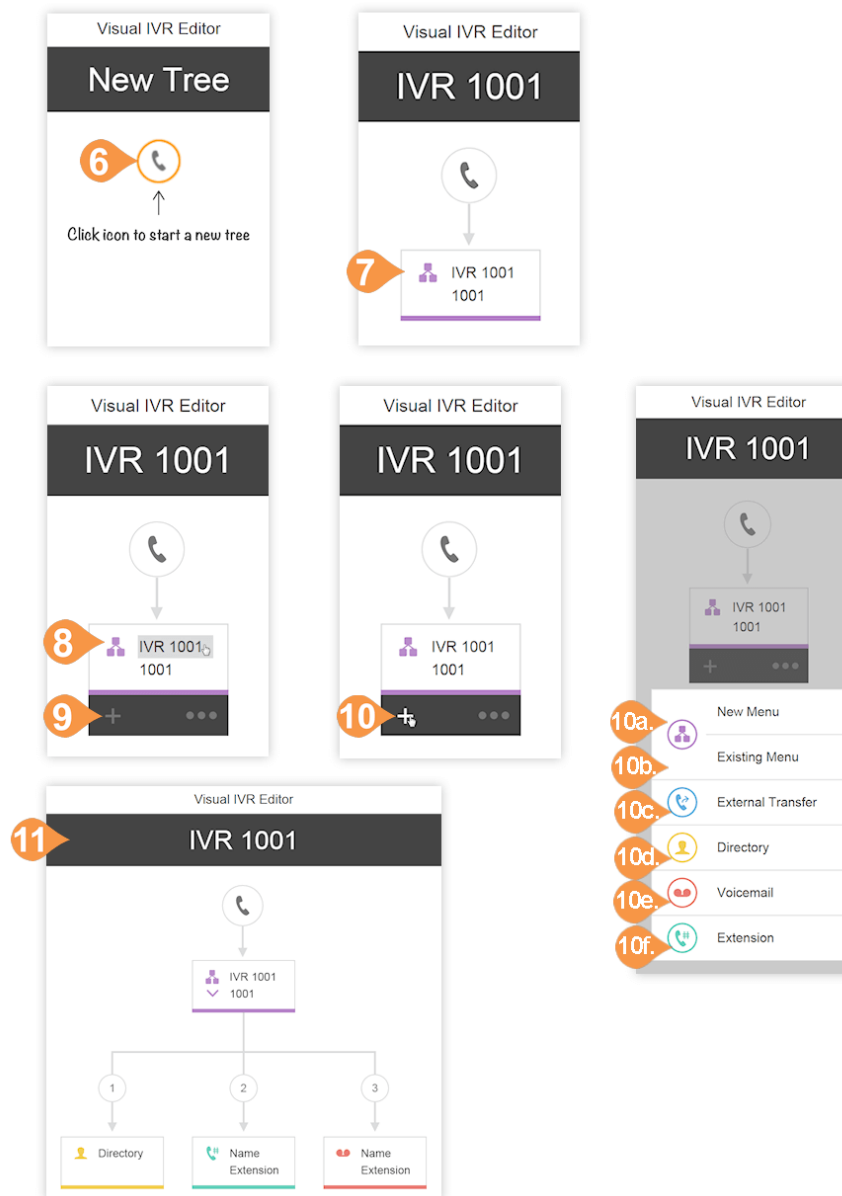 Visual IVR Editor
New Tree
6
Click icon to start a new tree
Visual IVR Editor
IVR 1001
7
IVR 1001
1001
Visual IVR Editor
IVR 1001
8
IVR 1001
1001
9
Visual IVR Editor
IVR 1001
IVR 1001
1001
10
Visual IVR Editor
IVR 1001
IVR 1001
1001
10a.
New Menu
10b.
Existing Menu
10c.
External Transfer
10d.
Directory
10e.
Voicemail
10f.
Extension
Visual IVR Editor
11
IVR 1001
IVR 1001
1001
1
2
3
Directory
Name
Extension
Name
Extension